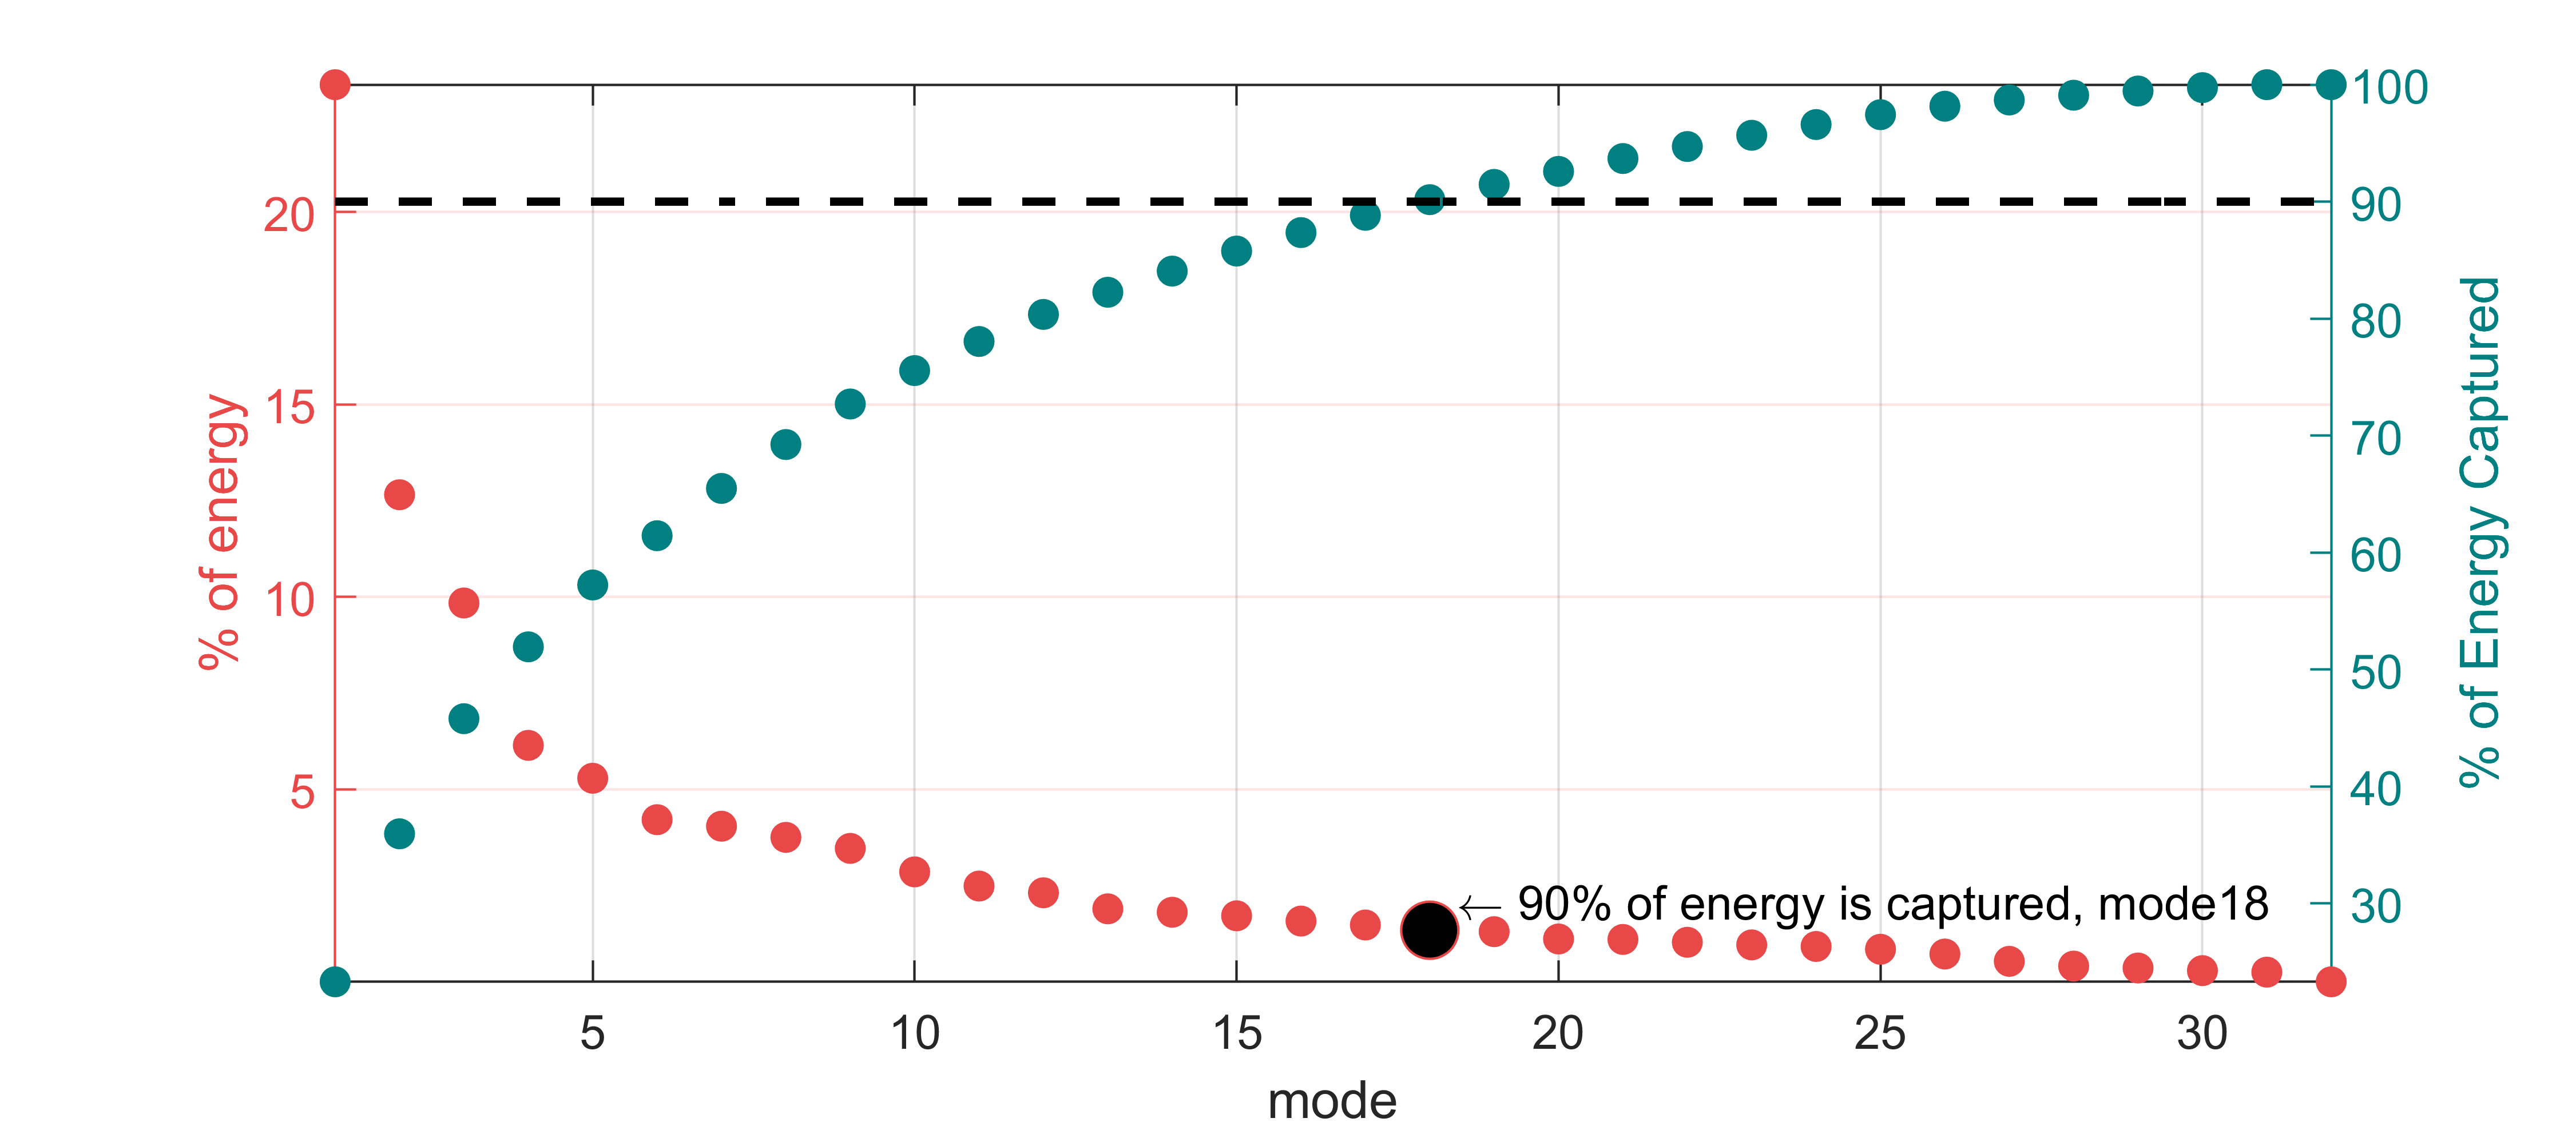 % of energy
20
15
10
5
← 90% of energy is captured, mode18
100
90
80
70
60
50
40
30
% of Energy Captured
5 10 15 20 25 30
mode